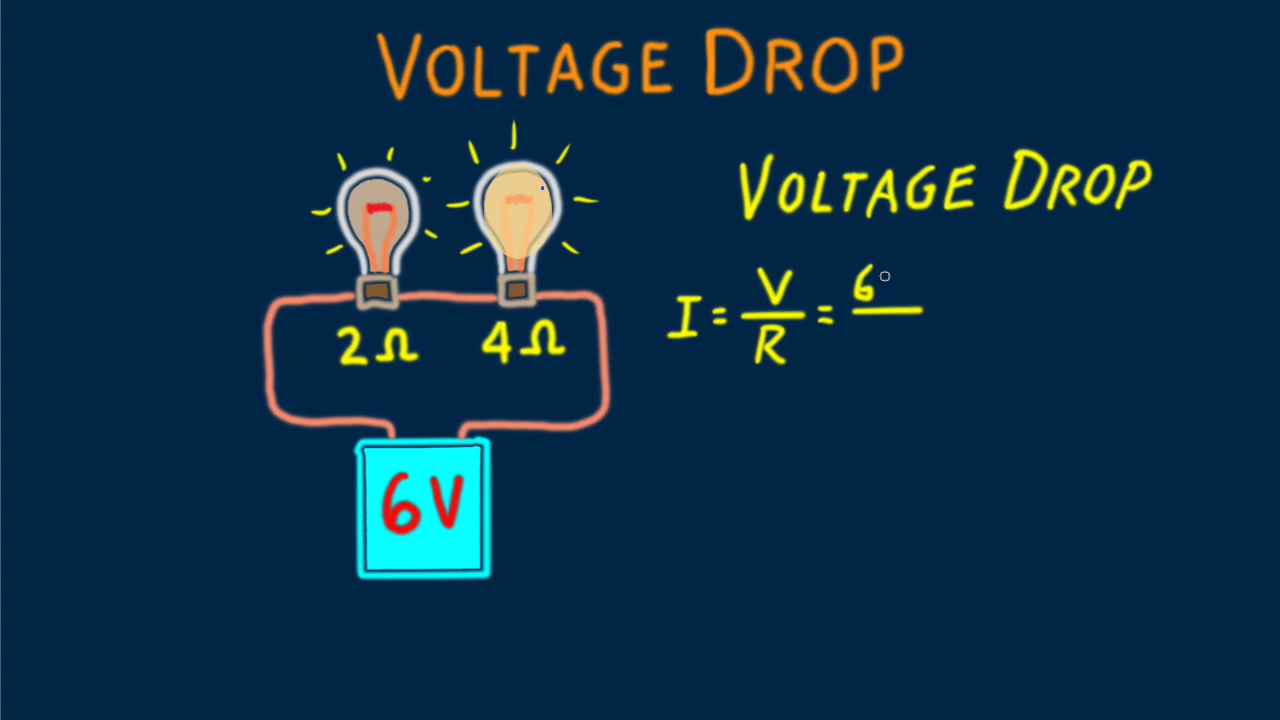 VOLTAGE DROP
VOLTAGE DROP
I = V/R = 6
2Ω 4Ω
6V